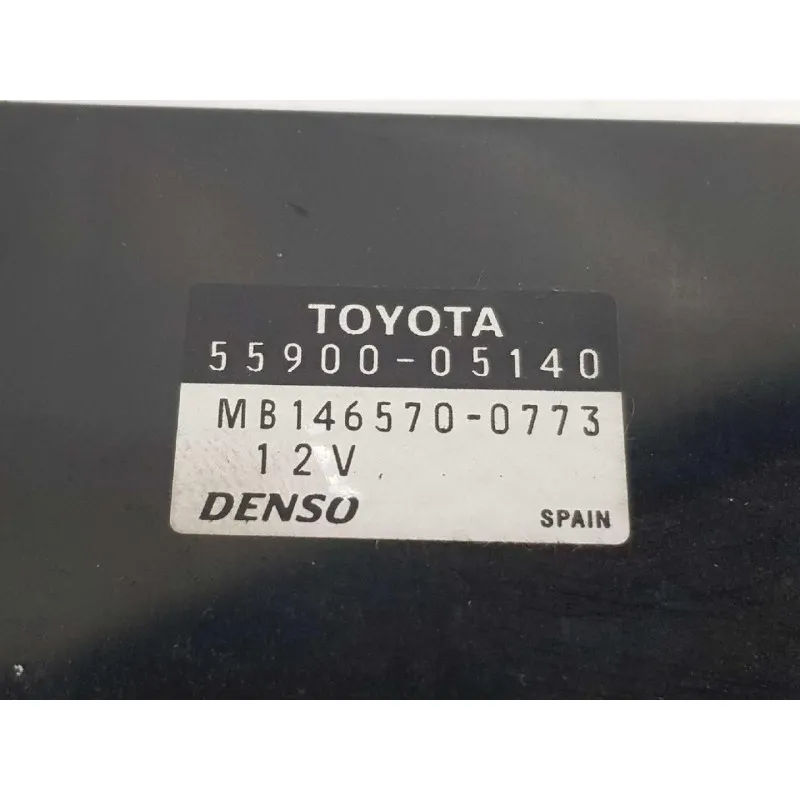 TOYOTA
55900-05140
MB146570-0773
12V
DENSO SPAIN